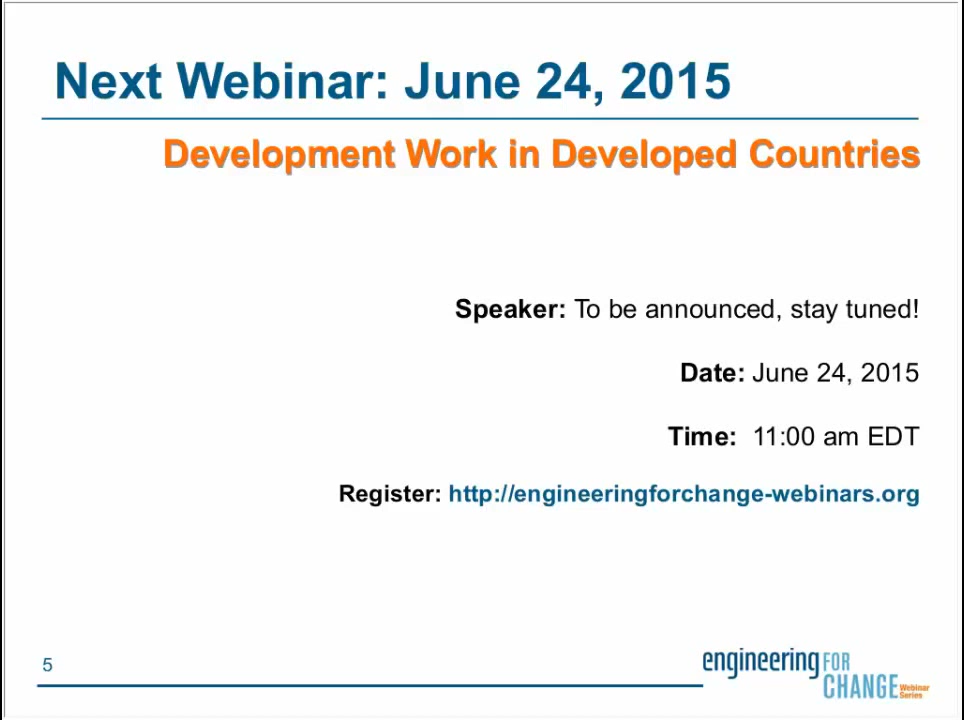 Next Webinar: June 24, 2015
Development Work in Developed Countries
Speaker: To be announced, stay tuned!
Date: June 24, 2015
Time: 11:00 am EDT
Register: http://engineeringforchange-webinars.org
5
engineering FOR
CHANGE Webinar
Series